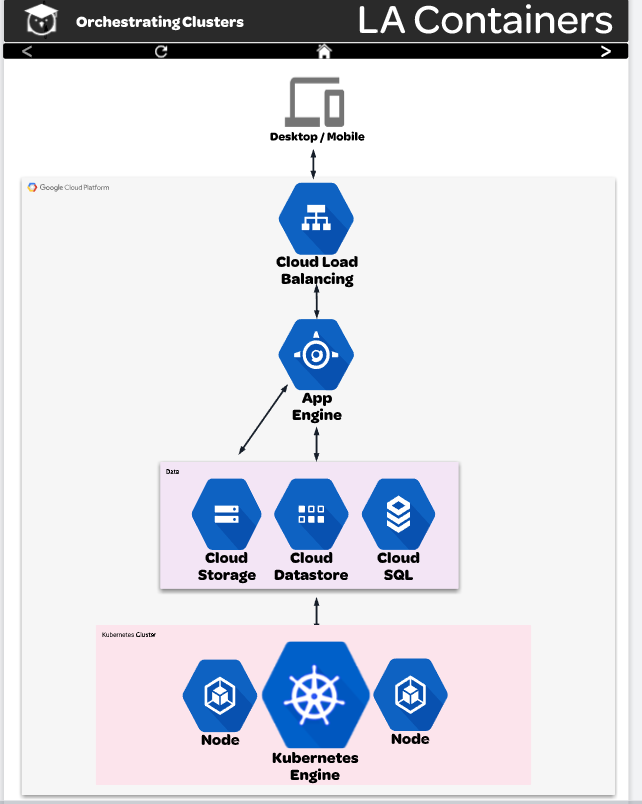 Orchestrating Clusters
LA Containers
Desktop / Mobile
Google Cloud Platform
Cloud Load
Balancing
App
Engine
Data
Cloud
Storage
Cloud
Datastore
Cloud
SQL
Kubernetes Cluster
Node
Kubernetes
Engine
Node